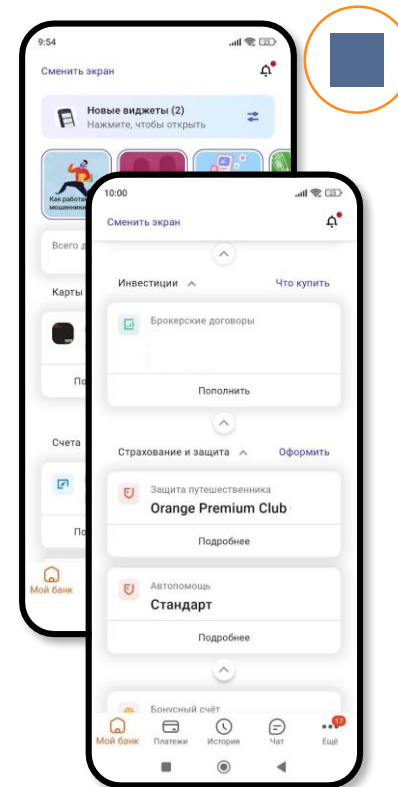 9:54
Сменить экран
Новые виджеты (2)
Нажмите, чтобы открыть
Как работа
мошенники
Всего д
Карты
По
Счета
По
Мой банк
10:00
Сменить экран
Инвестиции
Что купить
Брокерские договоры
Пополнить
Страхование и защита
Оформить
Защита путешественника
Orange Premium Club
Подробнее
Автопомощь
Стандарт
Подробнее
Бонусный счёт
17
Мой банк
Платежи
История
Чат
Ещё